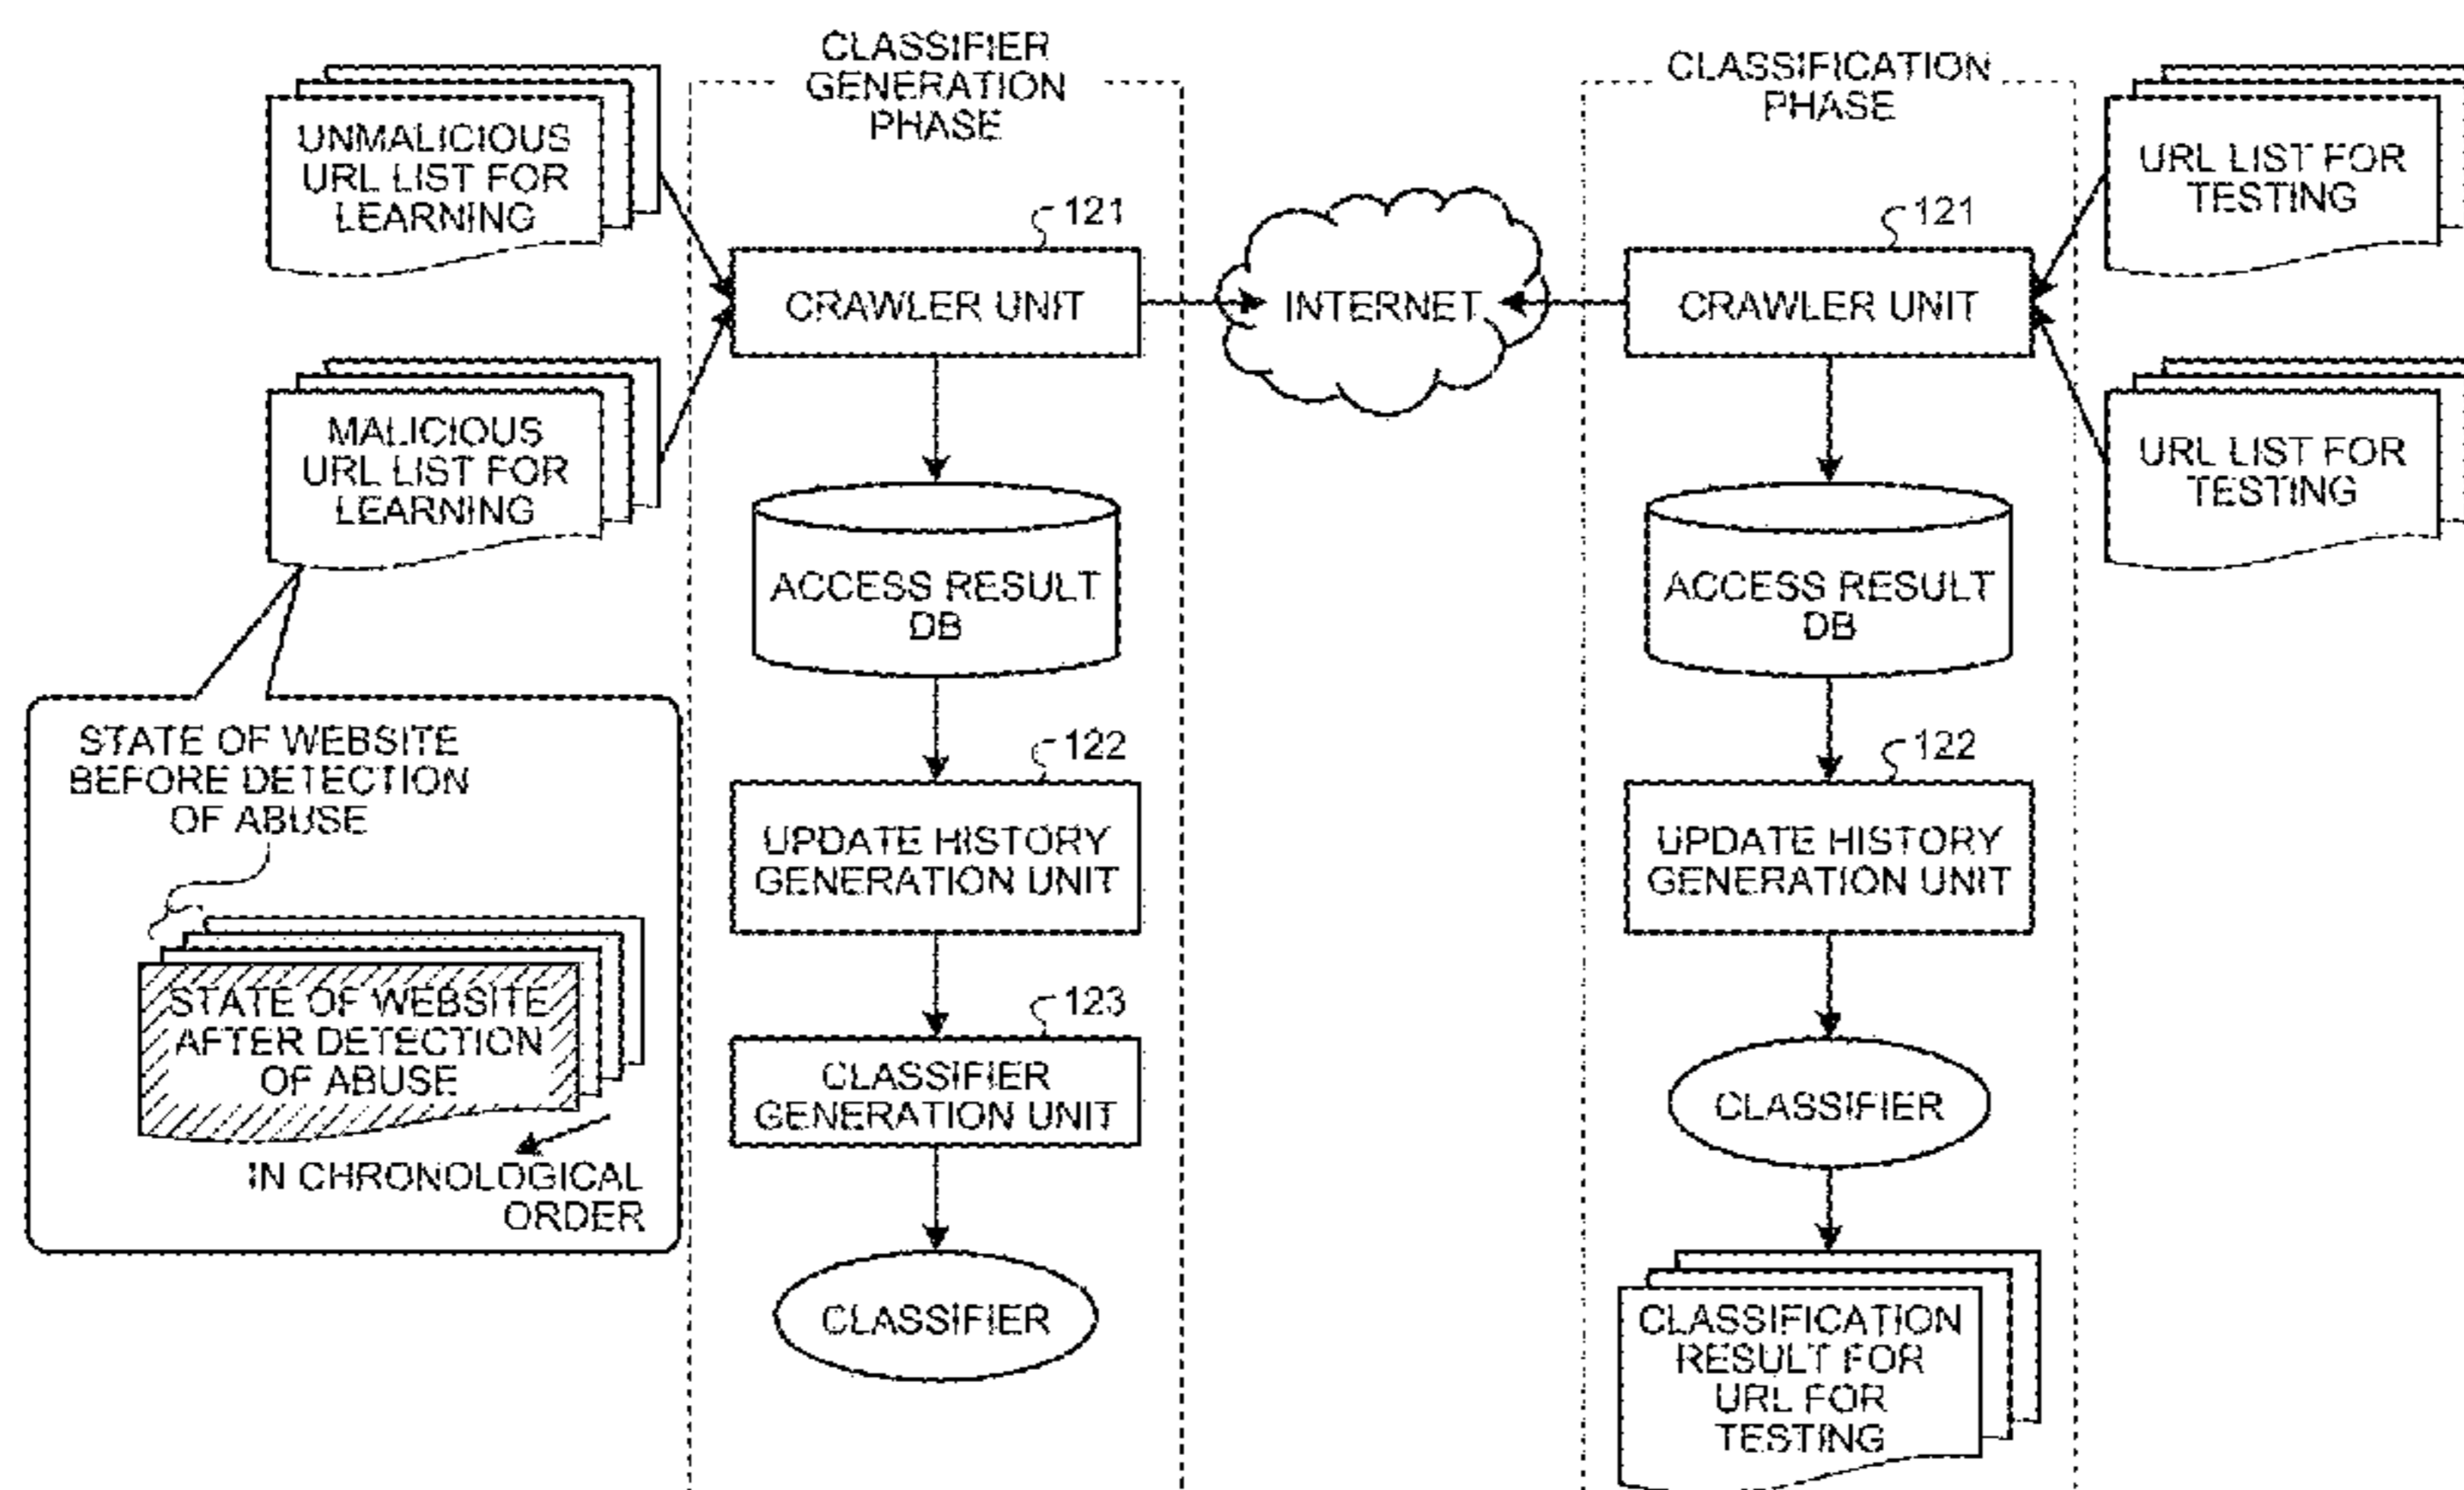 CLASSIFIER
GENERATION
PHASE
CLASSIFICATION
PHASE
UNMALICIOUS
URL LIST FOR
LEARNING
URL LIST FOR
TESTING
121
121
CRAWLER UNIT
INTERNET
CRAWLER UNIT
MALICIOUS
URL LIST FOR
LEARNING
URL LIST FOR
TESTING
ACCESS RESULT
DB
ACCESS RESULT
DB
STATE OF WEBSITE
BEFORE DETECTION
OF ABUSE
122
122
UPDATE HISTORY
GENERATION UNIT
UPDATE HISTORY
GENERATION UNIT
STATE OF WEBSITE
AFTER DETECTION
OF ABUSE
IN CHRONOLOGICAL
ORDER
123
CLASSIFIER
GENERATION UNIT
CLASSIFIER
CLASSIFIER
CLASSIFICATION
RESULT FOR
URL FOR
TESTING